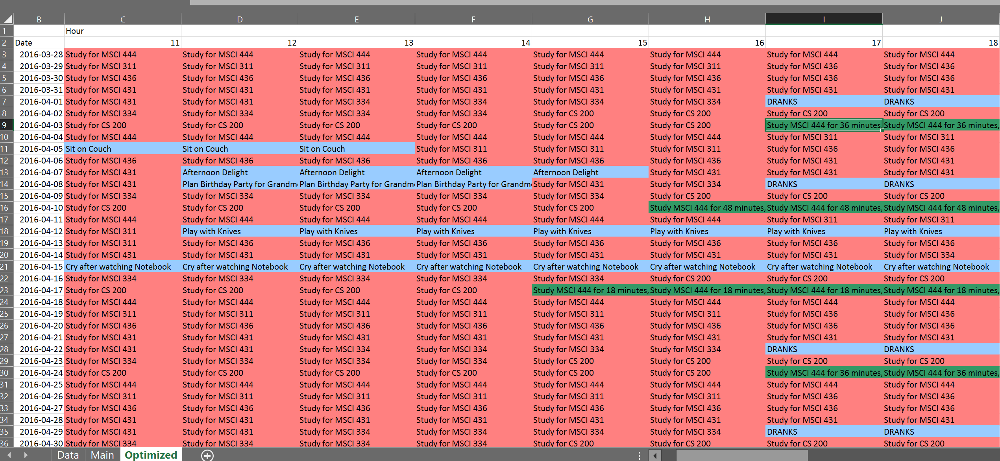 B C D E F G H I J
1 Hour
2 Date 11 12 13 14 15 16 17 18
3 2016-03-28 Study for MSCI 444 Study for MSCI 444 Study for MSCI 444 Study for MSCI 444 Study for MSCI 444 Study for MSCI 444 Study for MSCI 444 Study for MSCI 444
4 2016-03-29 Study for MSCI 311 Study for MSCI 311 Study for MSCI 311 Study for MSCI 311 Study for MSCI 311 Study for MSCI 311 Study for MSCI 436 Study for MSCI 436
5 2016-03-30 Study for MSCI 436 Study for MSCI 436 Study for MSCI 436 Study for MSCI 436 Study for MSCI 436 Study for MSCI 436 Study for MSCI 436 Study for MSCI 436
6 2016-03-31 Study for MSCI 431 Study for MSCI 431 Study for MSCI 431 Study for MSCI 431 Study for MSCI 431 Study for MSCI 431 Study for MSCI 431 Study for MSCI 431
7 2016-04-01 Study for MSCI 431 Study for MSCI 431 Study for MSCI 334 Study for MSCI 334 Study for MSCI 334 Study for MSCI 334 DRANKS DRANKS
8 2016-04-02 Study for MSCI 334 Study for MSCI 334 Study for MSCI 334 Study for MSCI 334 Study for CS 200 Study for CS 200 Study for CS 200 Study for CS 200
9 2016-04-03 Study for CS 200 Study for CS 200 Study for CS 200 Study for CS 200 Study for CS 200 Study for CS 200 Study MSCI 444 for 36 minutes, Study MSCI 444 for 36 minutes,
10 2016-04-04 Study for MSCI 444 Study for MSCI 444 Study for MSCI 444 Study for MSCI 444 Study for MSCI 444 Study for MSCI 444 Study for MSCI 311 Study for MSCI 311
11 2016-04-05 Sit on Couch Sit on Couch Sit on Couch Study for MSCI 311 Study for MSCI 311 Study for MSCI 311 Study for MSCI 436 Study for MSCI 436
12 2016-04-06 Study for MSCI 436 Study for MSCI 436 Study for MSCI 436 Study for MSCI 436 Study for MSCI 436 Study for MSCI 436 Study for MSCI 431 Study for MSCI 431
13 2016-04-07 Study for MSCI 431 Afternoon Delight Afternoon Delight Afternoon Delight Afternoon Delight Study for MSCI 431 Study for MSCI 431 Study for MSCI 431
14 2016-04-08 Study for MSCI 431 Plan Birthday Party for Grandm Plan Birthday Party for Grandm Plan Birthday Party for Grandm Study for MSCI 431 Study for MSCI 334 DRANKS DRANKS
15 2016-04-09 Study for MSCI 334 Study for MSCI 334 Study for MSCI 334 Study for MSCI 334 Study for MSCI 334 Study for CS 200 Study for CS 200 Study for CS 200
16 2016-04-10 Study for CS 200 Study for CS 200 Study for CS 200 Study for CS 200 Study for CS 200 Study MSCI 444 for 48 minutes, Study MSCI 444 for 48 minutes, Study MSCI 444 for 48 minutes,
17 2016-04-11 Study for MSCI 444 Study for MSCI 444 Study for MSCI 444 Study for MSCI 444 Study for MSCI 444 Study for MSCI 444 Study for MSCI 311 Study for MSCI 311
18 2016-04-12 Study for MSCI 311 Play with Knives Play with Knives Play with Knives Play with Knives Play with Knives Play with Knives Play with Knives
19 2016-04-13 Study for MSCI 311 Study for MSCI 436 Study for MSCI 436 Study for MSCI 436 Study for MSCI 436 Study for MSCI 436 Study for MSCI 436 Study for MSCI 436
20 2016-04-14 Study for MSCI 431 Study for MSCI 431 Study for MSCI 431 Study for MSCI 431 Study for MSCI 431 Study for MSCI 431 Study for MSCI 431 Study for MSCI 334
21 2016-04-15 Cry after watching Notebook Cry after watching Notebook Cry after watching Notebook Cry after watching Notebook Cry after watching Notebook Cry after watching Notebook Cry after watching Notebook Cry after watching Notebook
22 2016-04-16 Study for MSCI 334 Study for MSCI 334 Study for MSCI 334 Study for MSCI 334 Study for MSCI 334 Study for CS 200 Study for CS 200 Study for CS 200
23 2016-04-17 Study for CS 200 Study for CS 200 Study for CS 200 Study for CS 200 Study MSCI 444 for 18 minutes, Study MSCI 444 for 18 minutes, Study MSCI 444 for 18 minutes, Study MSCI 444 for 18 minutes,
24 2016-04-18 Study for MSCI 444 Study for MSCI 444 Study for MSCI 444 Study for MSCI 444 Study for MSCI 444 Study for MSCI 444 Study for MSCI 444 Study for MSCI 444
25 2016-04-19 Study for MSCI 311 Study for MSCI 311 Study for MSCI 311 Study for MSCI 311 Study for MSCI 311 Study for MSCI 311 Study for MSCI 436 Study for MSCI 436
26 2016-04-20 Study for MSCI 436 Study for MSCI 436 Study for MSCI 436 Study for MSCI 436 Study for MSCI 436 Study for MSCI 436 Study for MSCI 436 Study for MSCI 436
27 2016-04-21 Study for MSCI 431 Study for MSCI 431 Study for MSCI 431 Study for MSCI 431 Study for MSCI 431 Study for MSCI 431 Study for MSCI 431 Study for MSCI 431
28 2016-04-22 Study for MSCI 431 Study for MSCI 431 Study for MSCI 334 Study for MSCI 334 Study for MSCI 334 Study for MSCI 334 DRANKS DRANKS
29 2016-04-23 Study for MSCI 334 Study for MSCI 334 Study for MSCI 334 Study for MSCI 334 Study for CS 200 Study for CS 200 Study for CS 200 Study for CS 200
30 2016-04-24 Study for CS 200 Study for CS 200 Study for CS 200 Study for CS 200 Study for CS 200 Study for CS 200 Study MSCI 444 for 36 minutes, Study MSCI 444 for 36 minutes,
31 2016-04-25 Study for MSCI 444 Study for MSCI 444 Study for MSCI 444 Study for MSCI 444 Study for MSCI 444 Study for MSCI 444 Study for MSCI 444 Study for MSCI 444
32 2016-04-26 Study for MSCI 311 Study for MSCI 311 Study for MSCI 311 Study for MSCI 311 Study for MSCI 311 Study for MSCI 311 Study for MSCI 436 Study for MSCI 436
33 2016-04-27 Study for MSCI 436 Study for MSCI 436 Study for MSCI 436 Study for MSCI 436 Study for MSCI 436 Study for MSCI 436 Study for MSCI 436 Study for MSCI 436
34 2016-04-28 Study for MSCI 431 Study for MSCI 431 Study for MSCI 431 Study for MSCI 431 Study for MSCI 431 Study for MSCI 431 Study for MSCI 431 Study for MSCI 431
35 2016-04-29 Study for MSCI 431 Study for MSCI 431 Study for MSCI 334 Study for MSCI 334 Study for MSCI 334 Study for MSCI 334 DRANKS DRANKS
36 2016-04-30 Study for MSCI 334 Study for MSCI 334 Study for MSCI 334 Study for MSCI 334 Study for CS 200 Study for CS 200 Study for CS 200 Study for CS 200
Data Main Optimized